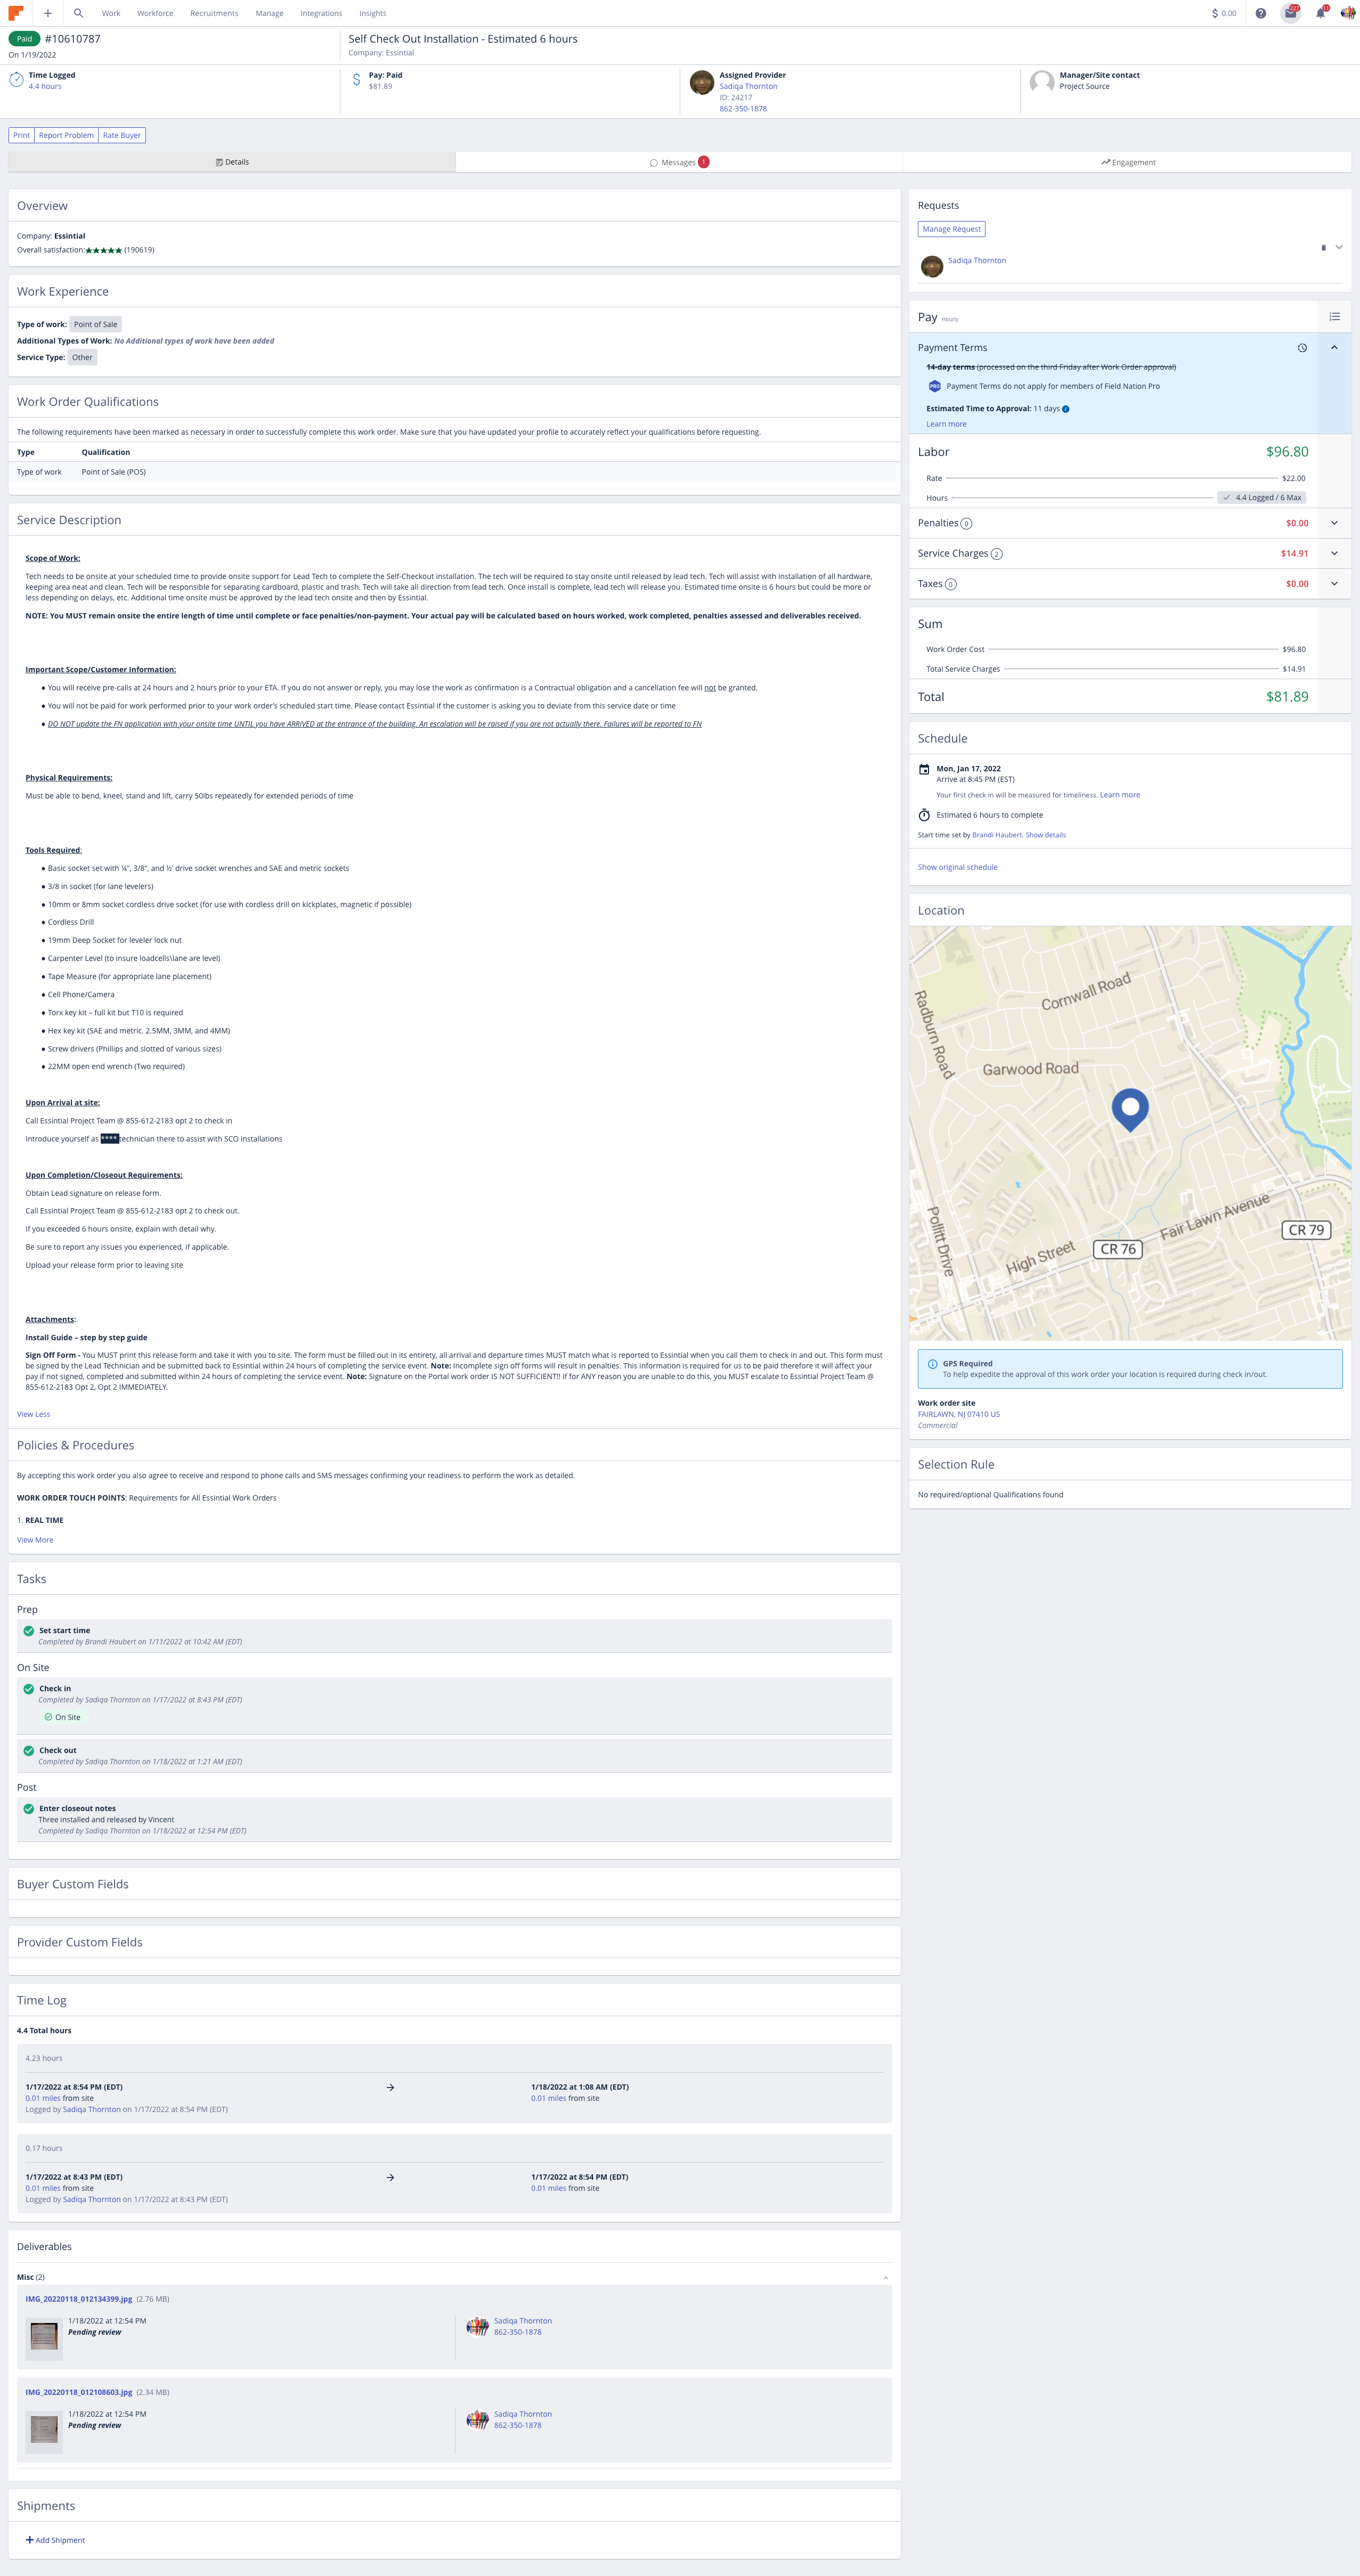 Work
Workforce
Recruitments
Manage
Integrations
Insights
$ 0.00
227
11
Paid
#10610787
On 1/19/2022
Self Check Out Installation - Estimated 6 hours
Company: Essintial
Time Logged
4.4 hours
Pay: Paid
$81.89
Assigned Provider
Sadiqa Thornton
ID: 24217
862-350-1878
Manager/Site contact
Project Source
Print
Report Problem
Rate Buyer
Details
Messages 1
Engagement
Overview
Company: Essintial
Overall satisfaction:★★★★★ (190619)
Work Experience
Type of work: Point of Sale
Additional Types of Work: No Additional types of work have been added
Service Type: Other
Work Order Qualifications
The following requirements have been marked as necessary in order to successfully complete this work order. Make sure that you have updated your profile to accurately reflect your qualifications before requesting.
Type Qualification
Type of work Point of Sale (POS)
Service Description
Scope of Work:
Tech needs to be onsite at your scheduled time to provide onsite support for Lead Tech to complete the Self-Checkout installation. The tech will be required to stay onsite until released by lead tech. Tech will assist with installation of all hardware,
keeping area neat and clean. Tech will be responsible for separating cardboard, plastic and trash. Tech will take all direction from lead tech. Once install is complete, lead tech will release you. Estimated time onsite is 6 hours but could be more or
less depending on delays, etc. Additional time onsite must be approved by the lead tech onsite and then by Essintial.
NOTE: You MUST remain onsite the entire length of time until complete or face penalties/non-payment. Your actual pay will be calculated based on hours worked, work completed, penalties assessed and deliverables received.
Important Scope/Customer Information:
● You will receive pre-calls at 24 hours and 2 hours prior to your ETA. If you do not answer or reply, you may lose the work as confirmation is a Contractual obligation and a cancellation fee will not be granted.
● You will not be paid for work performed prior to your work order's scheduled start time. Please contact Essintial if the customer is asking you to deviate from this service date or time
● DO NOT update the FN application with your onsite time UNTIL you have ARRIVED at the entrance of the building. An escalation will be raised if you are not actually there. Failures will be reported to FN
Physical Requirements:
Must be able to bend, kneel, stand and lift, carry 50lbs repeatedly for extended periods of time
Tools Required:
● Basic socket set with ¼", 3/8", and ½' drive socket wrenches and SAE and metric sockets
● 3/8 in socket (for lane levelers)
● 10mm or 8mm socket cordless drive socket (for use with cordless drill on kickplates, magnetic if possible)
● Cordless Drill
● 19mm Deep Socket for leveler lock nut
● Carpenter Level (to insure loadcells\lane are level)
● Tape Measure (for appropriate lane placement)
● Cell Phone/Camera
● Torx key kit – full kit but T10 is required
● Hex key kit (SAE and metric. 2.5MM, 3MM, and 4MM)
● Screw drivers (Phillips and slotted of various sizes)
● 22MM open end wrench (Two required)
Upon Arrival at site:
Call Essintial Project Team @ 855-612-2183 opt 2 to check in
Introduce yourself as **** technician there to assist with SCO installations
Upon Completion/Closeout Requirements:
Obtain Lead signature on release form.
Call Essintial Project Team @ 855-612-2183 opt 2 to check out.
If you exceeded 6 hours onsite, explain with detail why.
Be sure to report any issues you experienced, if applicable.
Upload your release form prior to leaving site
Attachments:
Install Guide – step by step guide
Sign Off Form - You MUST print this release form and take it with you to site. The form must be filled out in its entirety, all arrival and departure times MUST match what is reported to Essintial when you call them to check in and out. This form must
be signed by the Lead Technician and be submitted back to Essintial within 24 hours of completing the service event. Note: Incomplete sign off forms will result in penalties. This information is required for us to be paid therefore it will affect your
pay if not signed, completed and submitted within 24 hours of completing the service event. Note: Signature on the Portal work order IS NOT SUFFICIENT!! If for ANY reason you are unable to do this, you MUST escalate to Essintial Project Team @
855-612-2183 Opt 2, Opt 2 IMMEDIATELY.
View Less
Policies & Procedures
By accepting this work order you also agree to receive and respond to phone calls and SMS messages confirming your readiness to perform the work as detailed.
WORK ORDER TOUCH POINTS: Requirements for All Essintial Work Orders
1. REAL TIME
View More
Tasks
Prep
Set start time
Completed by Brandi Haubert on 1/11/2022 at 10:42 AM (EDT)
On Site
Check in
Completed by Sadiqa Thornton on 1/17/2022 at 8:43 PM (EDT)
On Site
Check out
Completed by Sadiqa Thornton on 1/18/2022 at 1:21 AM (EDT)
Post
Enter closeout notes
Three installed and released by Vincent
Completed by Sadiqa Thornton on 1/18/2022 at 12:54 PM (EDT)
Buyer Custom Fields
Provider Custom Fields
Time Log
4.4 Total hours
4.23 hours
1/17/2022 at 8:54 PM (EDT)
0.01 miles from site
Logged by Sadiqa Thornton on 1/17/2022 at 8:54 PM (EDT)
1/18/2022 at 1:08 AM (EDT)
0.01 miles from site
0.17 hours
1/17/2022 at 8:43 PM (EDT)
0.01 miles from site
Logged by Sadiqa Thornton on 1/17/2022 at 8:43 PM (EDT)
1/17/2022 at 8:54 PM (EDT)
0.01 miles from site
Deliverables
Misc (2)
IMG_20220118_012134399.jpg (2.76 MB)
1/18/2022 at 12:54 PM
Pending review
Sadiqa Thornton
862-350-1878
IMG_20220118_012108603.jpg (2.34 MB)
1/18/2022 at 12:54 PM
Pending review
Sadiqa Thornton
862-350-1878
Shipments
Add Shipment
Requests
Manage Request
Sadiqa Thornton
Pay Hourly
Payment Terms
14-day terms (processed on the third Friday after Work Order approval)
PRO Payment Terms do not apply for members of Field Nation Pro
Estimated Time to Approval: 11 days
Learn more
Labor $96.80
Rate $22.00
Hours 4.4 Logged / 6 Max
Penalties 0 $0.00
Service Charges 2 $14.91
Taxes 0 $0.00
Sum
Work Order Cost $96.80
Total Service Charges $14.91
Total $81.89
Schedule
Mon, Jan 17, 2022
Arrive at 8:45 PM (EST)
Your first check in will be measured for timeliness. Learn more
Estimated 6 hours to complete
Start time set by Brandi Haubert. Show details
Show original schedule
Location
Cornwall Road
Radburn Road
Garwood Road
Pollitt Drive
High Street
Fair Lawn Avenue
CR 76
CR 79
GPS Required
To help expedite the approval of this work order your location is required during check in/out.
Work order site
FAIRLAWN, NJ 07410 US
Commercial
Selection Rule
No required/optional Qualifications found